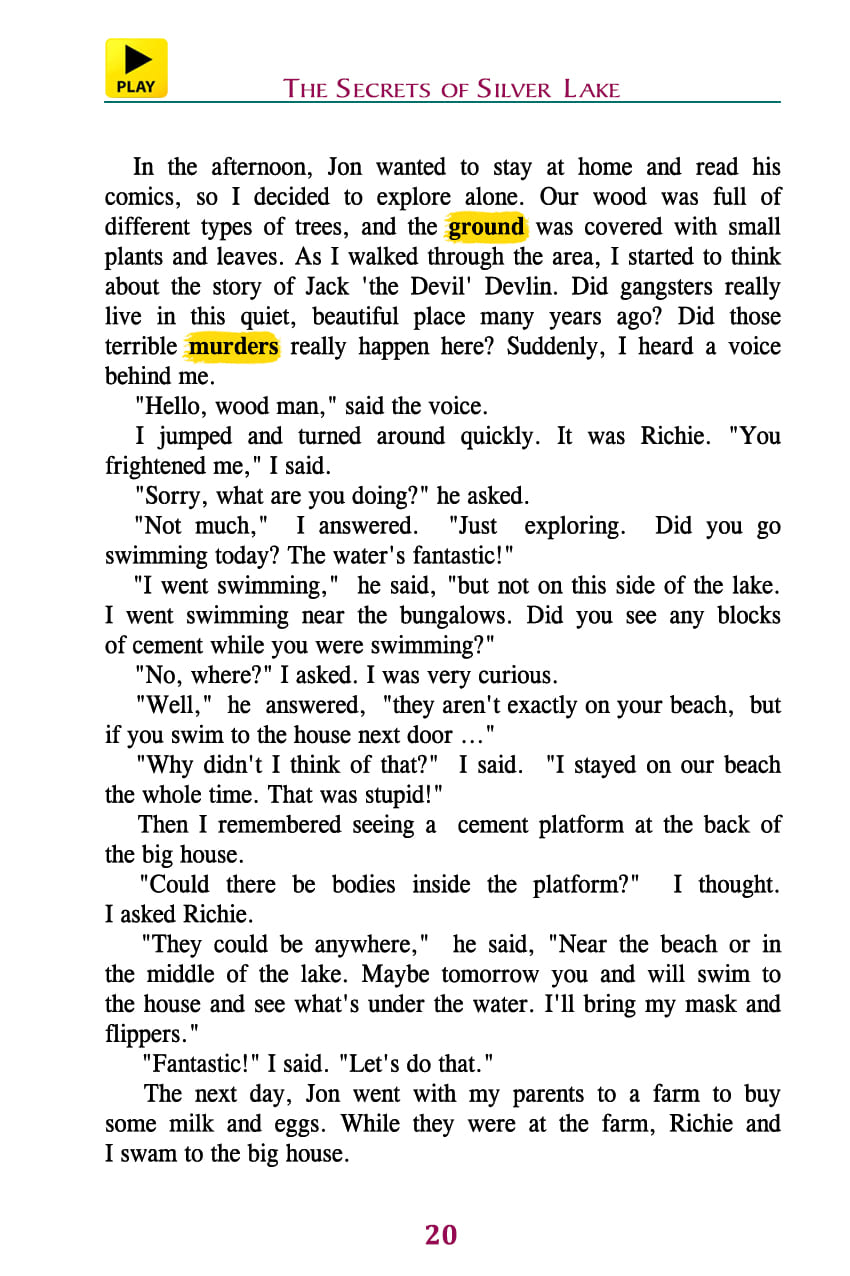 PLAY
THE SECRETS OF SILVER LAKE
In the afternoon, Jon wanted to stay at home and read his
comics, so I decided to explore alone. Our wood was full of
different types of trees, and the ground was covered with small
plants and leaves. As I walked through the area, I started to think
about the story of Jack 'the Devil' Devlin. Did gangsters really
live in this quiet, beautiful place many years ago? Did those
terrible murders really happen here? Suddenly, I heard a voice
behind me.
"Hello, wood man," said the voice.
I jumped and turned around quickly. It was Richie. "You
frightened me," I said.
"Sorry, what are you doing?" he asked.
"Not much," I answered. "Just exploring. Did you go
swimming today? The water's fantastic!"
"I went swimming," he said, "but not on this side of the lake.
I went swimming near the bungalows. Did you see any blocks
of cement while you were swimming?"
"No, where?" I asked. I was very curious.
"Well," he answered, "they aren't exactly on your beach, but
if you swim to the house next door ..."
"Why didn't I think of that?" I said. "I stayed on our beach
the whole time. That was stupid!"
Then I remembered seeing a cement platform at the back of
the big house.
"Could there be bodies inside the platform?" I thought.
I asked Richie.
"They could be anywhere," he said, "Near the beach or in
the middle of the lake. Maybe tomorrow you and will swim to
the house and see what's under the water. I'll bring my mask and
flippers."
"Fantastic!" I said. "Let's do that."
The next day, Jon went with my parents to a farm to buy
some milk and eggs. While they were at the farm, Richie and
I swam to the big house.
20